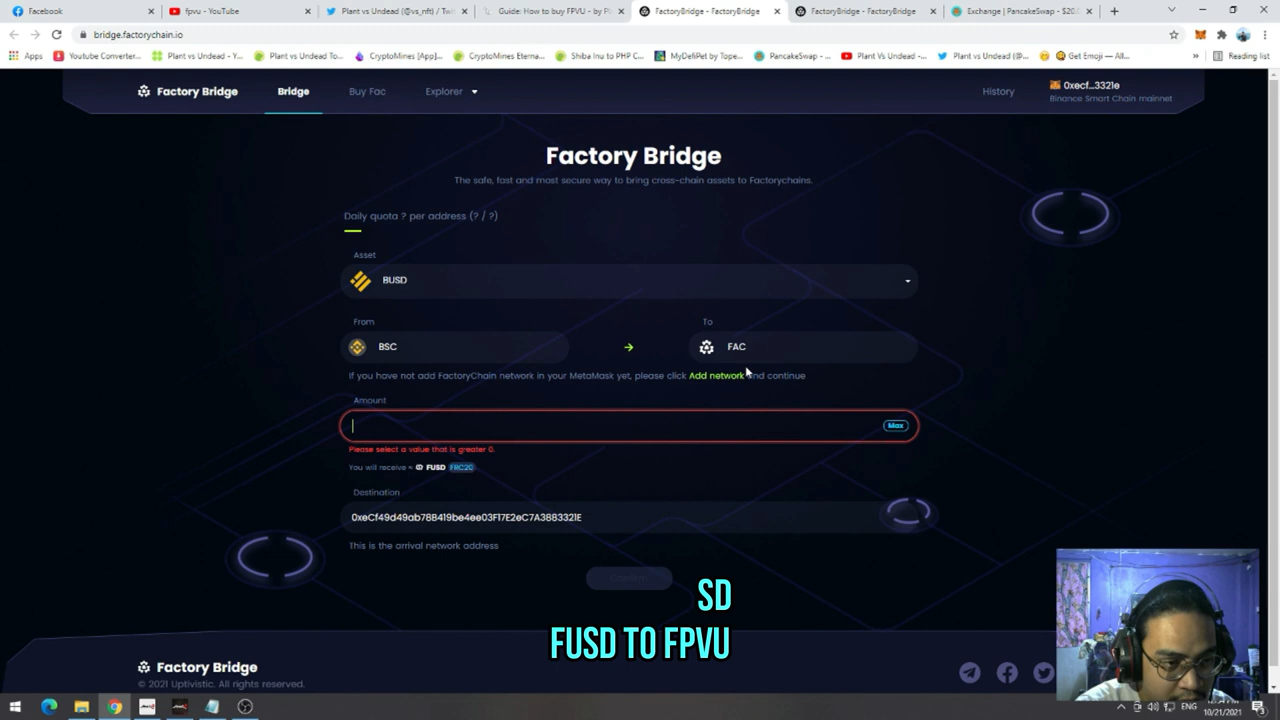 Facebook
fpvu - YouTube
Plant vs Undead (@vs_nft) / Twi
Guide: How to buy FPVU - by Pl
FactoryBridge - FactoryBridge
FactoryBridge - FactoryBridge
Exchange | PancakeSwap - $20.
bridge.factorychain.io
Apps
Youtube Converter...
Plant vs Undead - Y...
Plant vs Undead To...
CryptoMines [App]...
CryptoMines Eterna...
Shiba Inu to PHP C...
MyDefiPet by Tope...
PancakeSwap - ...
Plant Vs Undead -...
Plant vs Undead (@...
Get Emoji — All...
»
Reading list
Factory Bridge
Bridge
Buy Fac
Explorer
History
0xecf...3321e
Binance Smart Chain mainnet
Factory Bridge
The safe, fast and most secure way to bring cross-chain assets to Factorychains.
Daily quota ? per address (? / ?)
Asset
BUSD
From
To
BSC
FAC
If you have not add FactoryChain network in your MetaMask yet, please click Add network and continue
Amount
Max
Please select a value that is greater 0.
You will receive ≈ FUSD FRC20
Destination
0xeCf49d49ab78B419be4ee03F17E2eC7A3883321E
This is the arrival network address
Confirm
SD
FUSD TO FPVU
Factory Bridge
© 2021 Uptivistic. All rights reserved.
ENG
10/21/2021
3